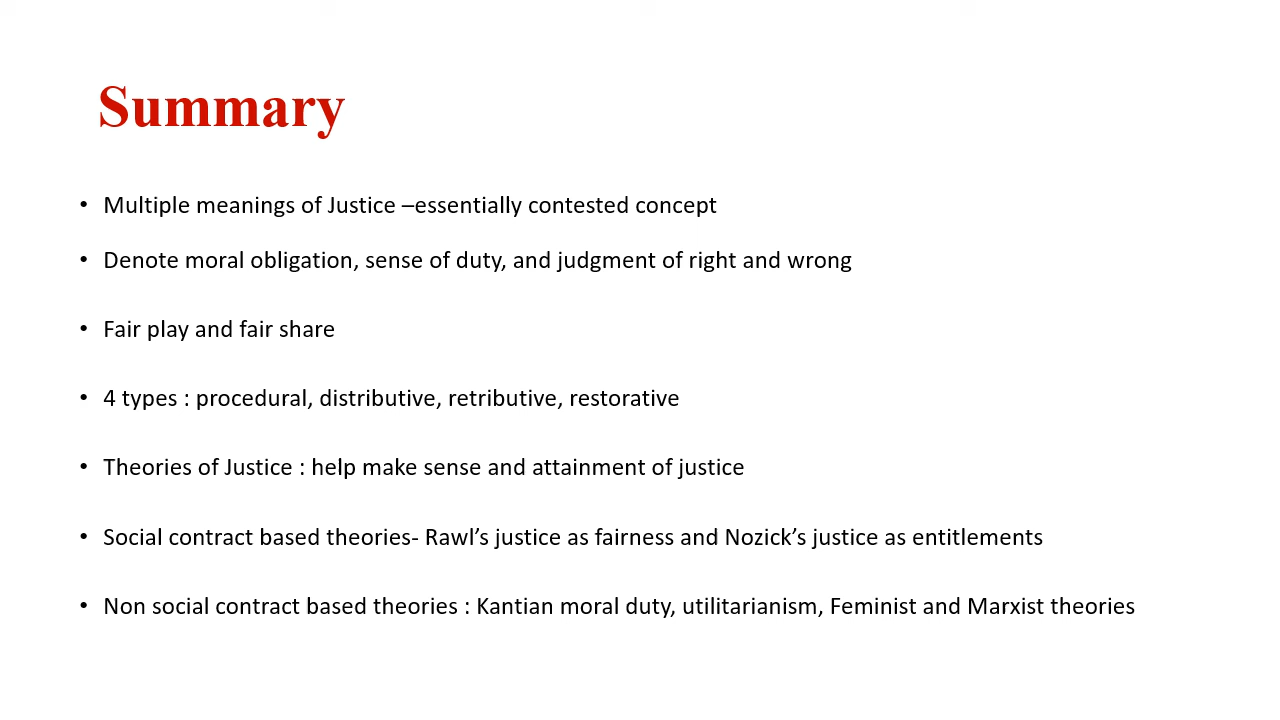 Summary
• Multiple meanings of Justice –essentially contested concept
• Denote moral obligation, sense of duty, and judgment of right and wrong
• Fair play and fair share
• 4 types : procedural, distributive, retributive, restorative
• Theories of Justice : help make sense and attainment of justice
• Social contract based theories- Rawl’s justice as fairness and Nozick’s justice as entitlements
• Non social contract based theories : Kantian moral duty, utilitarianism, Feminist and Marxist theories